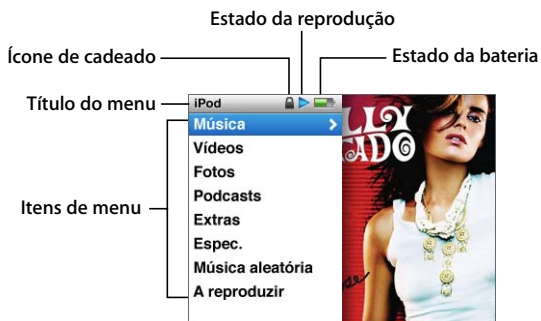 Estado da reprodução
Ícone de cadeado
Estado da bateria
Título do menu
iPod
Música
Vídeos
Fotos
Podcasts
Itens de menu
Extras
Espec.
Música aleatória
A reproduzir